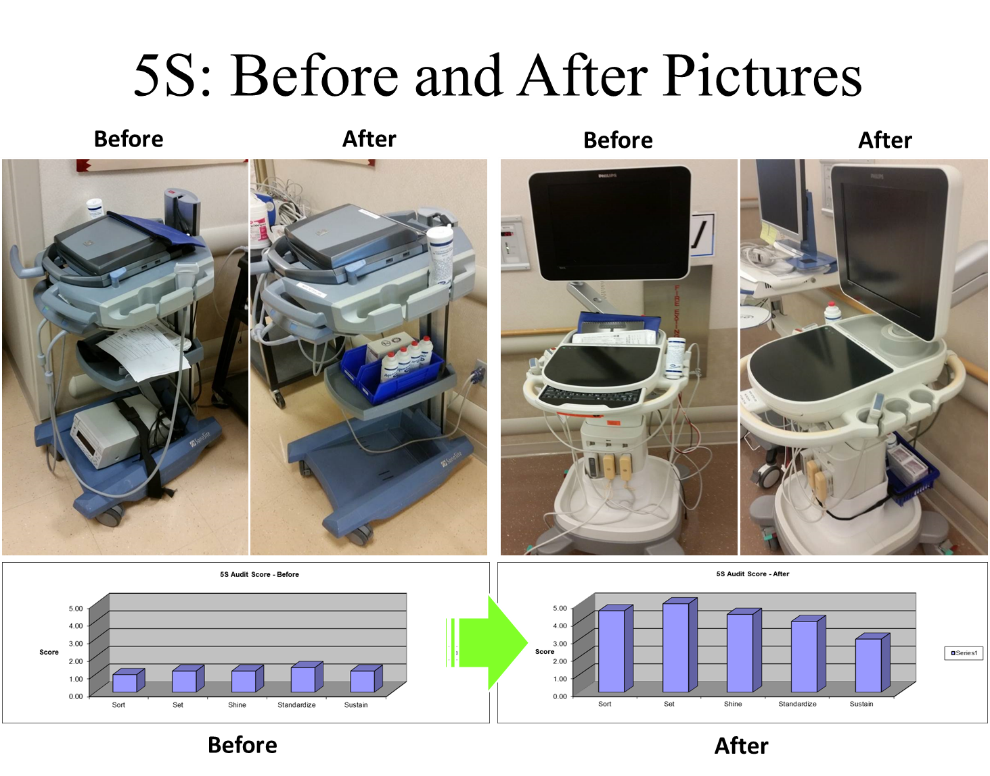 5S: Before and After Pictures
Before
After
Before
After
PHILIPS
PHILIPS
5S Audit Score - Before
5.00
4.00
3.00
2.00
1.00
0.00
Score
Sort
Set
Shine
Standardize
Sustain
5S Audit Score - After
5.00
4.00
3.00
2.00
1.00
0.00
Score
Sort
Set
Shine
Standardize
Sustain
Series1
Before
After